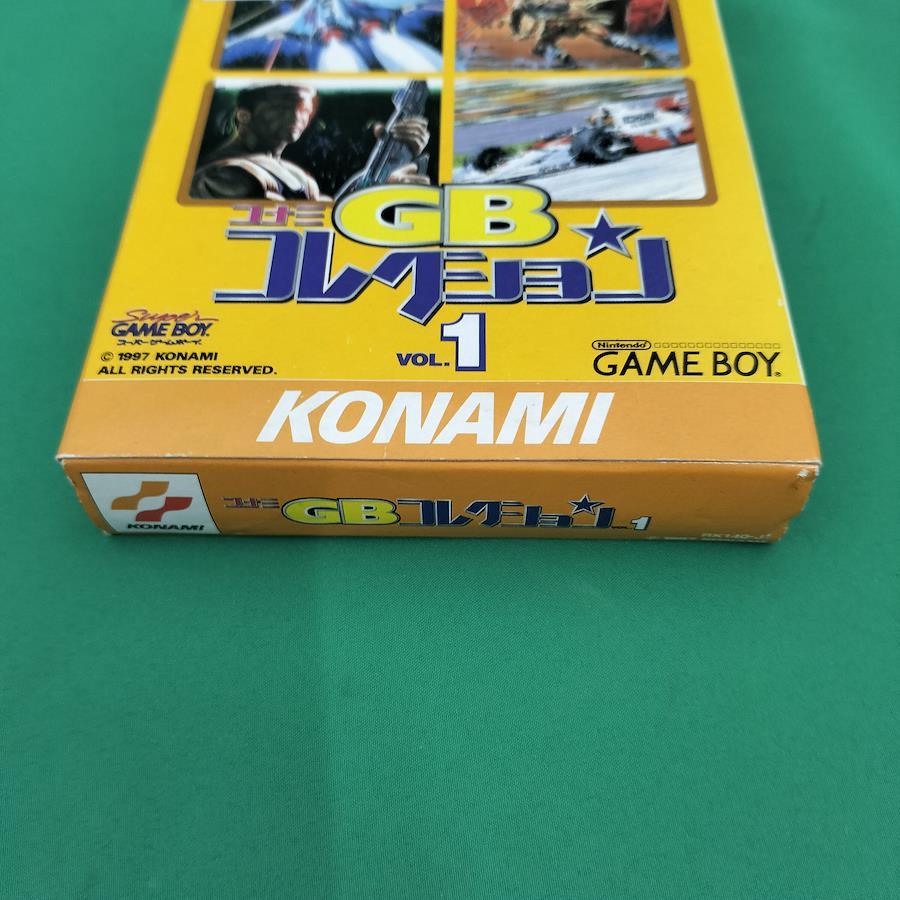 コナミ GB
コレクション
VOL.1
Super
GAME BOY.
スーパーゲームボーイ
© 1997 KONAMI
ALL RIGHTS RESERVED.
Nintendo
GAME BOY
KONAMI
KONAMI
コナミ GBコレクション VOL.1